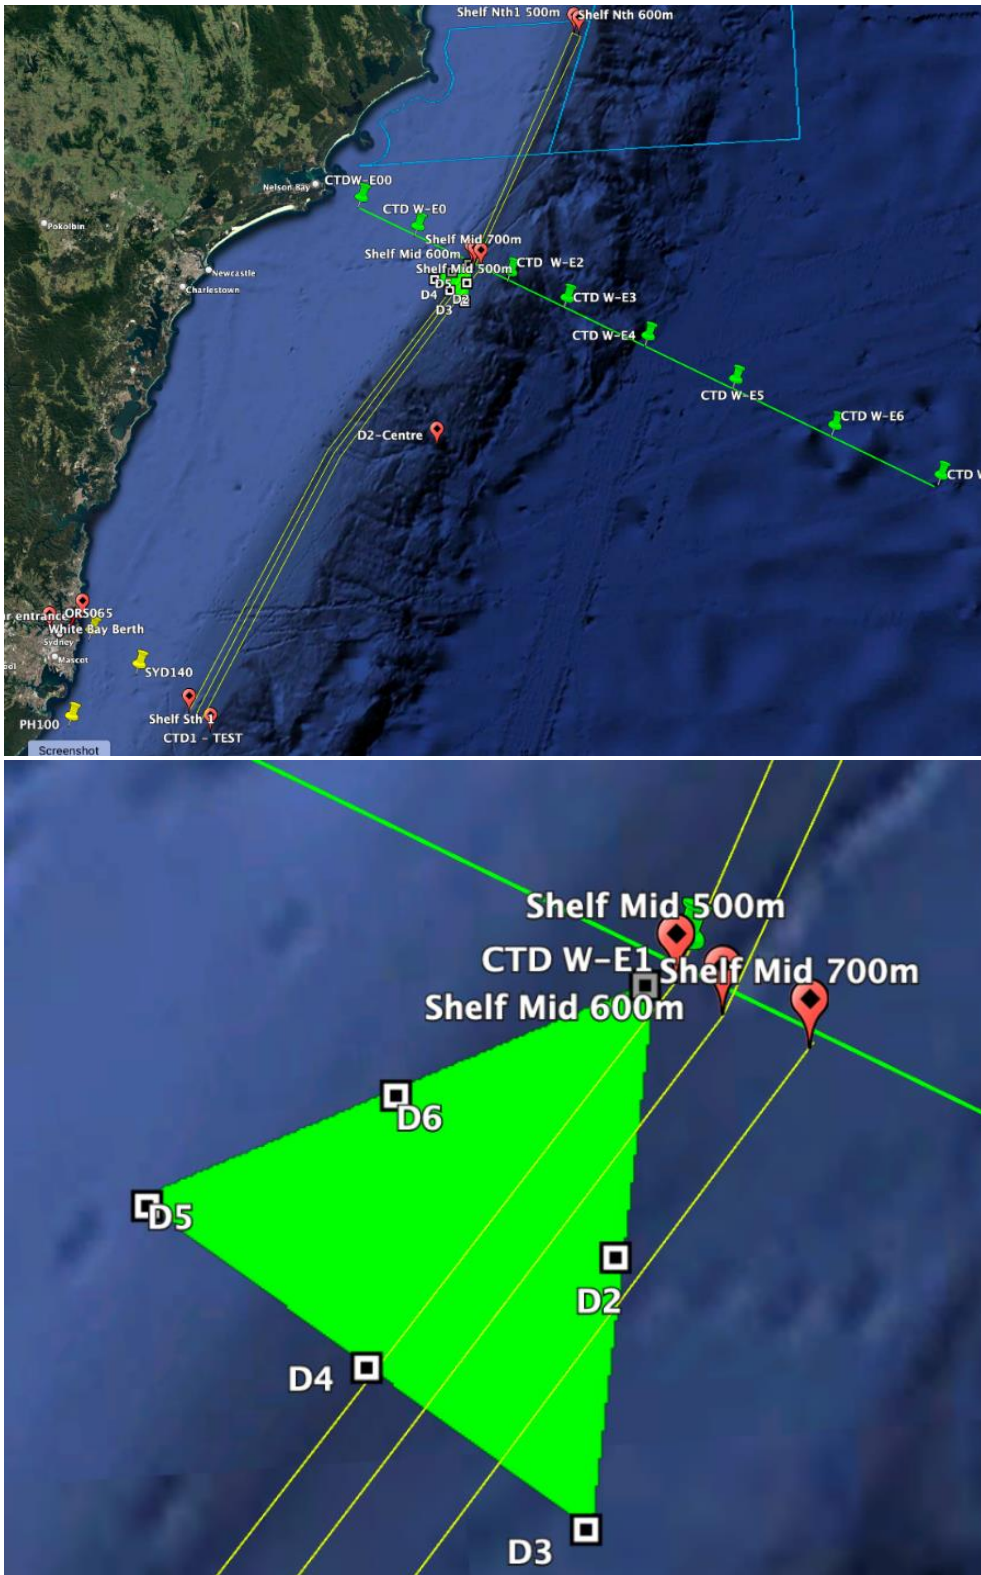 Shelf Nth1 500m
Shelf Nth 600m
Nelson Bay
CTDW-E00
CTD W-E0
Pokolbin
Shelf Mid 700m
Shelf Mid 600m
CTD W-E2
Newcastle
Shelf Mid 500m
Charlestown
D5
D4
D2
CTD W-E3
D3
CTD W-E4
CTD W-E5
CTD W-E6
D2-Centre
CTD W
ORS065
r entrance
White Bay Berth
Sydney
Mascot
SYD140
PH100
Shelf Sth 1
CTD1 - TEST
Screenshot
Shelf Mid 500m
CTD W-E1
Shelf Mid 700m
Shelf Mid 600m
D6
D5
D2
D4
D3